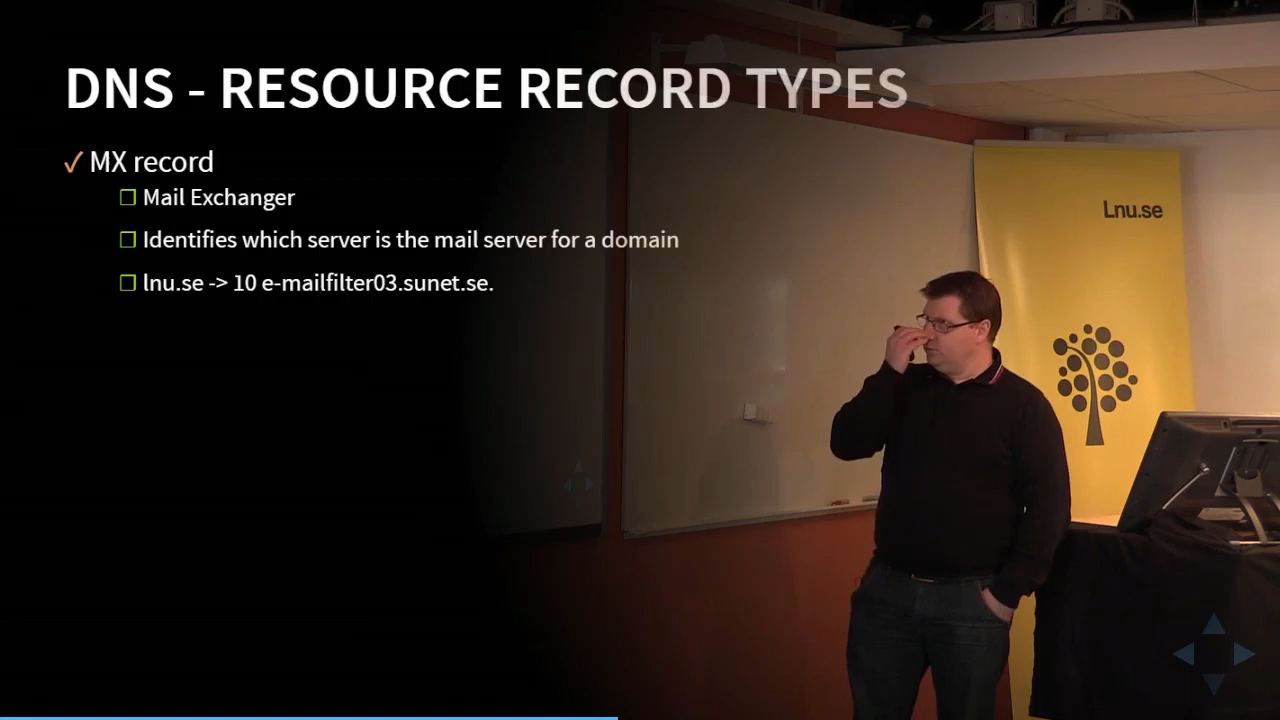 DNS - RESOURCE RECORD TYPES
MX record
Mail Exchanger
Identifies which server is the mail server for a domain
lnu.se -> 10 e-mailfilter03.sunet.se.
Lnu.se